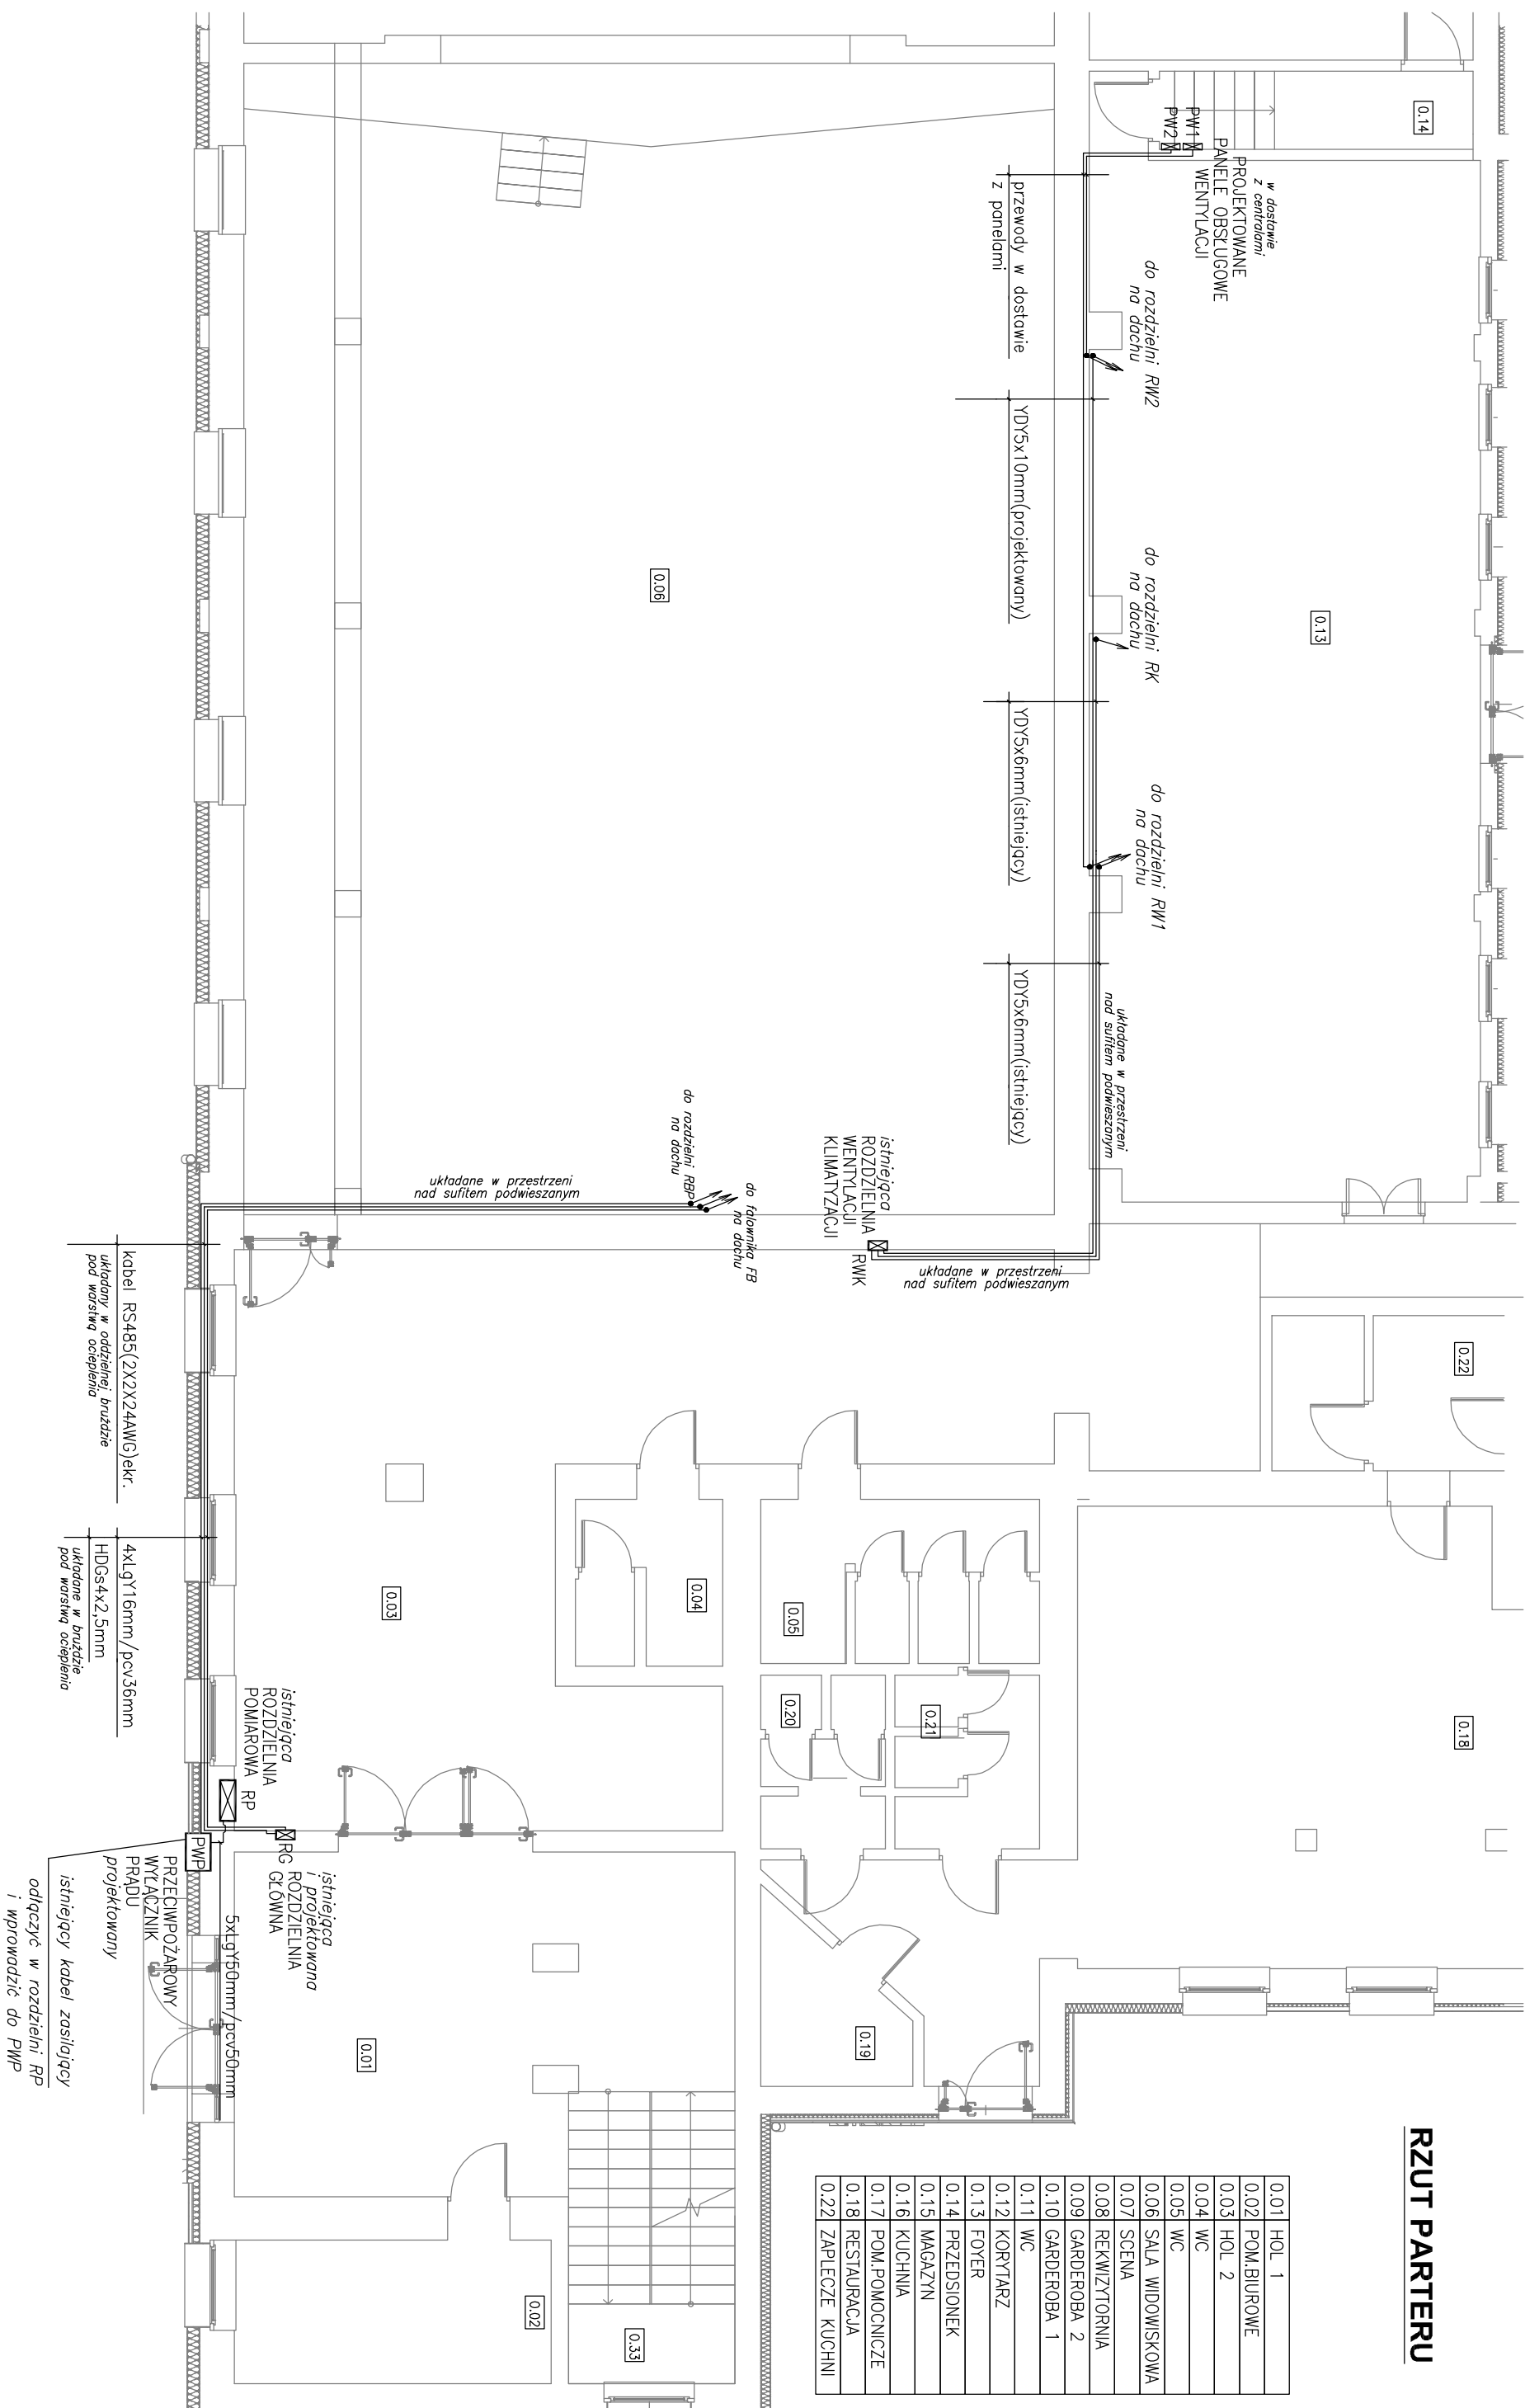 RZUT PARTERU
0.01 HOL 1
0.02 POM.BIUROWE
0.03 HOL 2
0.04 WC
0.05 WC
0.06 SALA WIDOWISKOWA
0.07 SCENA
0.08 REKWIZYTORNIA
0.09 GARDEROBA 2
0.10 GARDEROBA 1
0.11 WC
0.12 KORYTARZ
0.13 FOYER
0.14 PRZEDSIONEK
0.15 MAGAZYN
0.16 KUCHNIA
0.17 POM.POMOCNICZE
0.18 RESTAURACJA
0.22 ZAPLECZE KUCHNI
0.14
0.13
0.22
0.18
w dostawie
z centralami
PROJEKTOWANE
PANELE OBSŁUGOWE
WENTYLACJI
PW1
PW2
do rozdzielni RW2
na dachu
do rozdzielni RK
na dachu
do rozdzielni RW1
na dachu
układane w przestrzeni
nad sufitem podwieszanym
przewody w dostawie
z panelami
YDY5x10mm(projektowany)
YDY5x6mm(istniejący)
YDY5x6mm(istniejący)
układane w przestrzeni
nad sufitem podwieszanym
istniejąca
ROZDZIELNIA
WENTYLACJI
KLIMATYZACJI
RWK
0.06
do falownika FB
na dachu
do rozdzielni RBP
na dachu
układane w przestrzeni
nad sufitem podwieszanym
0.21
0.19
0.05
0.20
0.04
0.33
0.02
0.03
0.01
istniejąca
i projektowana
ROZDZIELNIA
GŁÓWNA
RG
istniejąca
ROZDZIELNIA
POMIAROWA
RP
5xLgY50mm/pcv50mm
PWP
PRZECIWPOŻAROWY
WYŁĄCZNIK
PRĄDU
projektowany
kabel RS485(2X2X24AWG)ekr.
układany w oddzielnej bruździe
pod warstwą ocieplenia
4xLgY16mm/pcv36mm
HDGs4x2,5mm
układane w bruździe
pod warstwą ocieplenia
istniejący kabel zasilający
odłączyć w rozdzielni RP
i wprowadzić do PWP